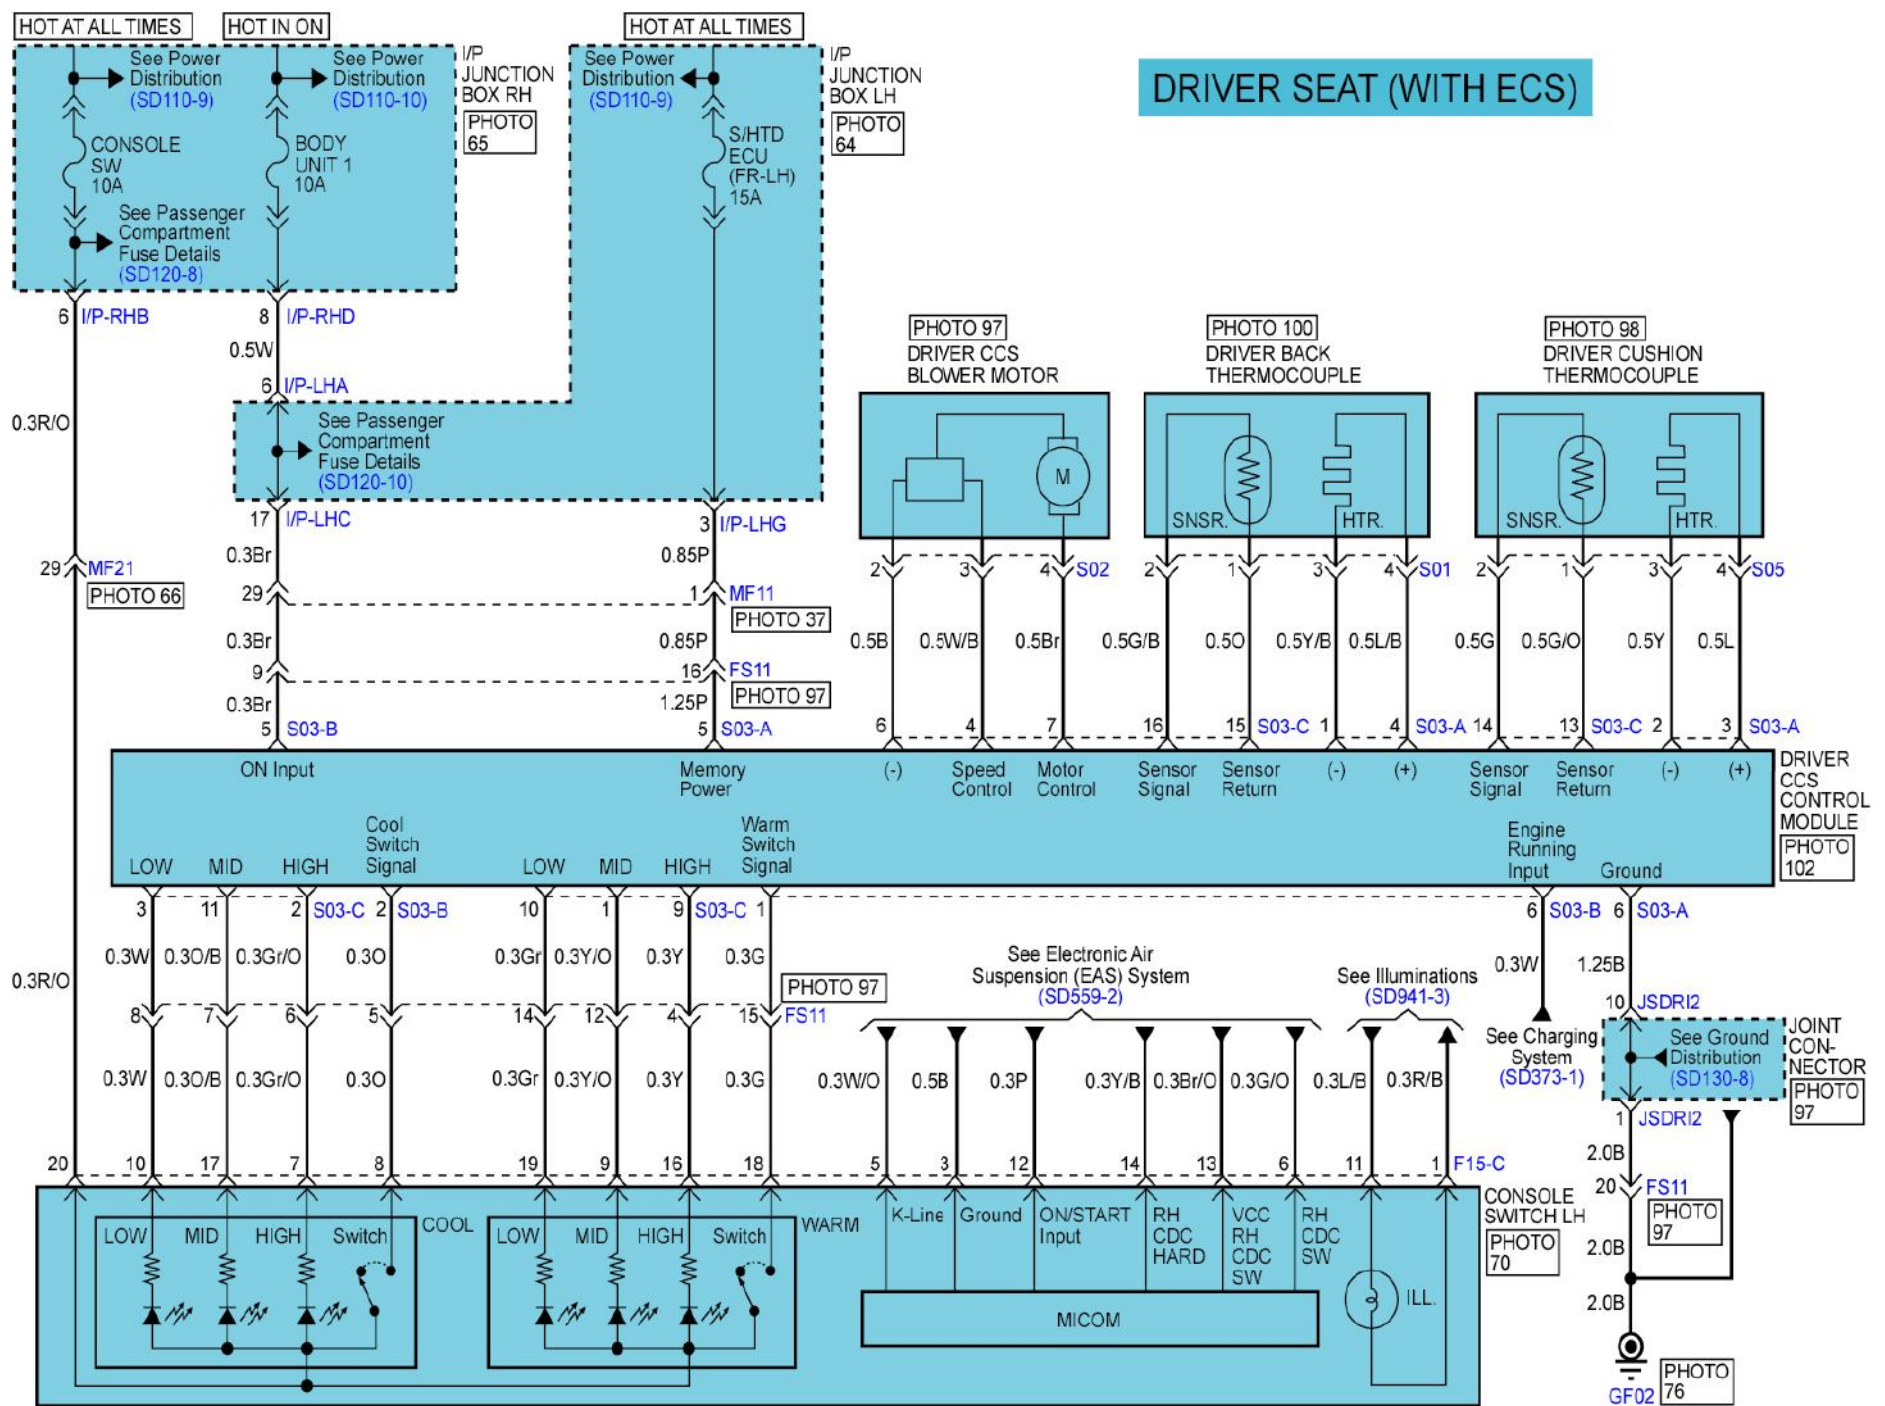 HOT AT ALL TIMES
HOT IN ON
HOT AT ALL TIMES
See Power
Distribution
(SD110-9)
See Power
Distribution
(SD110-10)
I/P
JUNCTION
BOX RH
PHOTO
65
See Power
Distribution
(SD110-9)
I/P
JUNCTION
BOX LH
PHOTO
64
DRIVER SEAT (WITH ECS)
CONSOLE
SW
10A
BODY
UNIT 1
10A
S/HTD
ECU
(FR-LH)
15A
See Passenger
Compartment
Fuse Details
(SD120-8)
6 I/P-RHB
8 I/P-RHD
0.5W
6 I/P-LHA
0.3R/O
See Passenger
Compartment
Fuse Details
(SD120-10)
17 I/P-LHC
3 I/P-LHG
0.3Br
0.85P
29 MF21
PHOTO 66
29
1 MF11
PHOTO 37
0.3Br
0.85P
9
16 FS11
PHOTO 97
0.3Br
1.25P
5 S03-B
5 S03-A
PHOTO 97
DRIVER CCS
BLOWER MOTOR
M
2 3 4 S02
0.5B 0.5W/B 0.5Br
6 4 7
PHOTO 100
DRIVER BACK
THERMOCOUPLE
SNSR. HTR.
2 1 3 4 S01
0.5G/B 0.5O 0.5Y/B 0.5L/B
16 15 S03-C 1 4 S03-A
PHOTO 98
DRIVER CUSHION
THERMOCOUPLE
SNSR. HTR.
2 1 3 4 S05
0.5G 0.5G/O 0.5Y 0.5L
14 13 S03-C 2 3 S03-A
ON Input
Memory
Power
(-)
Speed
Control
Motor
Control
Sensor
Signal
Sensor
Return
(-)
(+)
Sensor
Signal
Sensor
Return
(-)
(+)
DRIVER
CCS
CONTROL
MODULE
PHOTO
102
LOW MID HIGH
Cool
Switch
Signal
LOW MID HIGH
Warm
Switch
Signal
Engine
Running
Input
Ground
3 11 2 S03-C 2 S03-B
10 1 9 S03-C 1
6 S03-B 6 S03-A
0.3W 0.3O/B 0.3Gr/O 0.3O
0.3Gr 0.3Y/O 0.3Y 0.3G
0.3W 1.25B
0.3R/O
PHOTO 97
8 7 6 5
14 12 4 15 FS11
See Electronic Air
Suspension (EAS) System
(SD559-2)
See Illuminations
(SD941-3)
See Charging
System
(SD373-1)
10 JSDRI2
See Ground
Distribution
(SD130-8)
JOINT
CON-
NECTOR
PHOTO
97
1 JSDRI2
0.3W 0.3O/B 0.3Gr/O 0.3O
0.3Gr 0.3Y/O 0.3Y 0.3G
0.3W/O 0.5B 0.3P 0.3Y/B 0.3Br/O 0.3G/O 0.3L/B 0.3R/B
2.0B
20 10 17 7 8 19 9 16 18 5 3 12 14 13 6 11 1 F15-C
20 FS11
PHOTO
97
CONSOLE
SWITCH LH
PHOTO
70
LOW MID HIGH Switch COOL
LOW MID HIGH Switch WARM
K-Line
Ground
ON/START
Input
RH
CDC
HARD
VCC
RH
CDC
SW
RH
CDC
SW
MICOM
ILL.
2.0B
2.0B
GF02
PHOTO
76